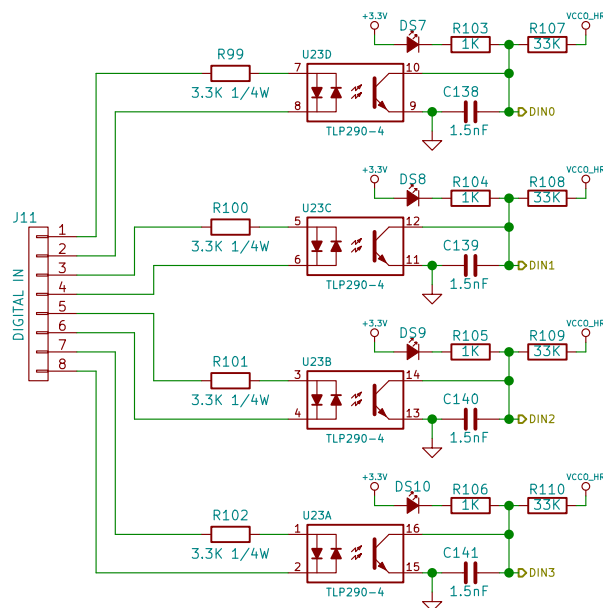 +3.3V
DS7
R103
1K
R107
33K
VCCO_HR
R99
3.3K 1/4W
U23D
7
8
10
9
TLP290-4
C138
1.5nF
DIN0
+3.3V
DS8
R104
1K
R108
33K
VCCO_HR
J11
DIGITAL IN
1
2
3
4
5
6
7
8
R100
3.3K 1/4W
U23C
5
6
12
11
TLP290-4
C139
1.5nF
DIN1
+3.3V
DS9
R105
1K
R109
33K
VCCO_HR
R101
3.3K 1/4W
U23B
3
4
14
13
TLP290-4
C140
1.5nF
DIN2
+3.3V
DS10
R106
1K
R110
33K
VCCO_HR
R102
3.3K 1/4W
U23A
1
2
16
15
TLP290-4
C141
1.5nF
DIN3